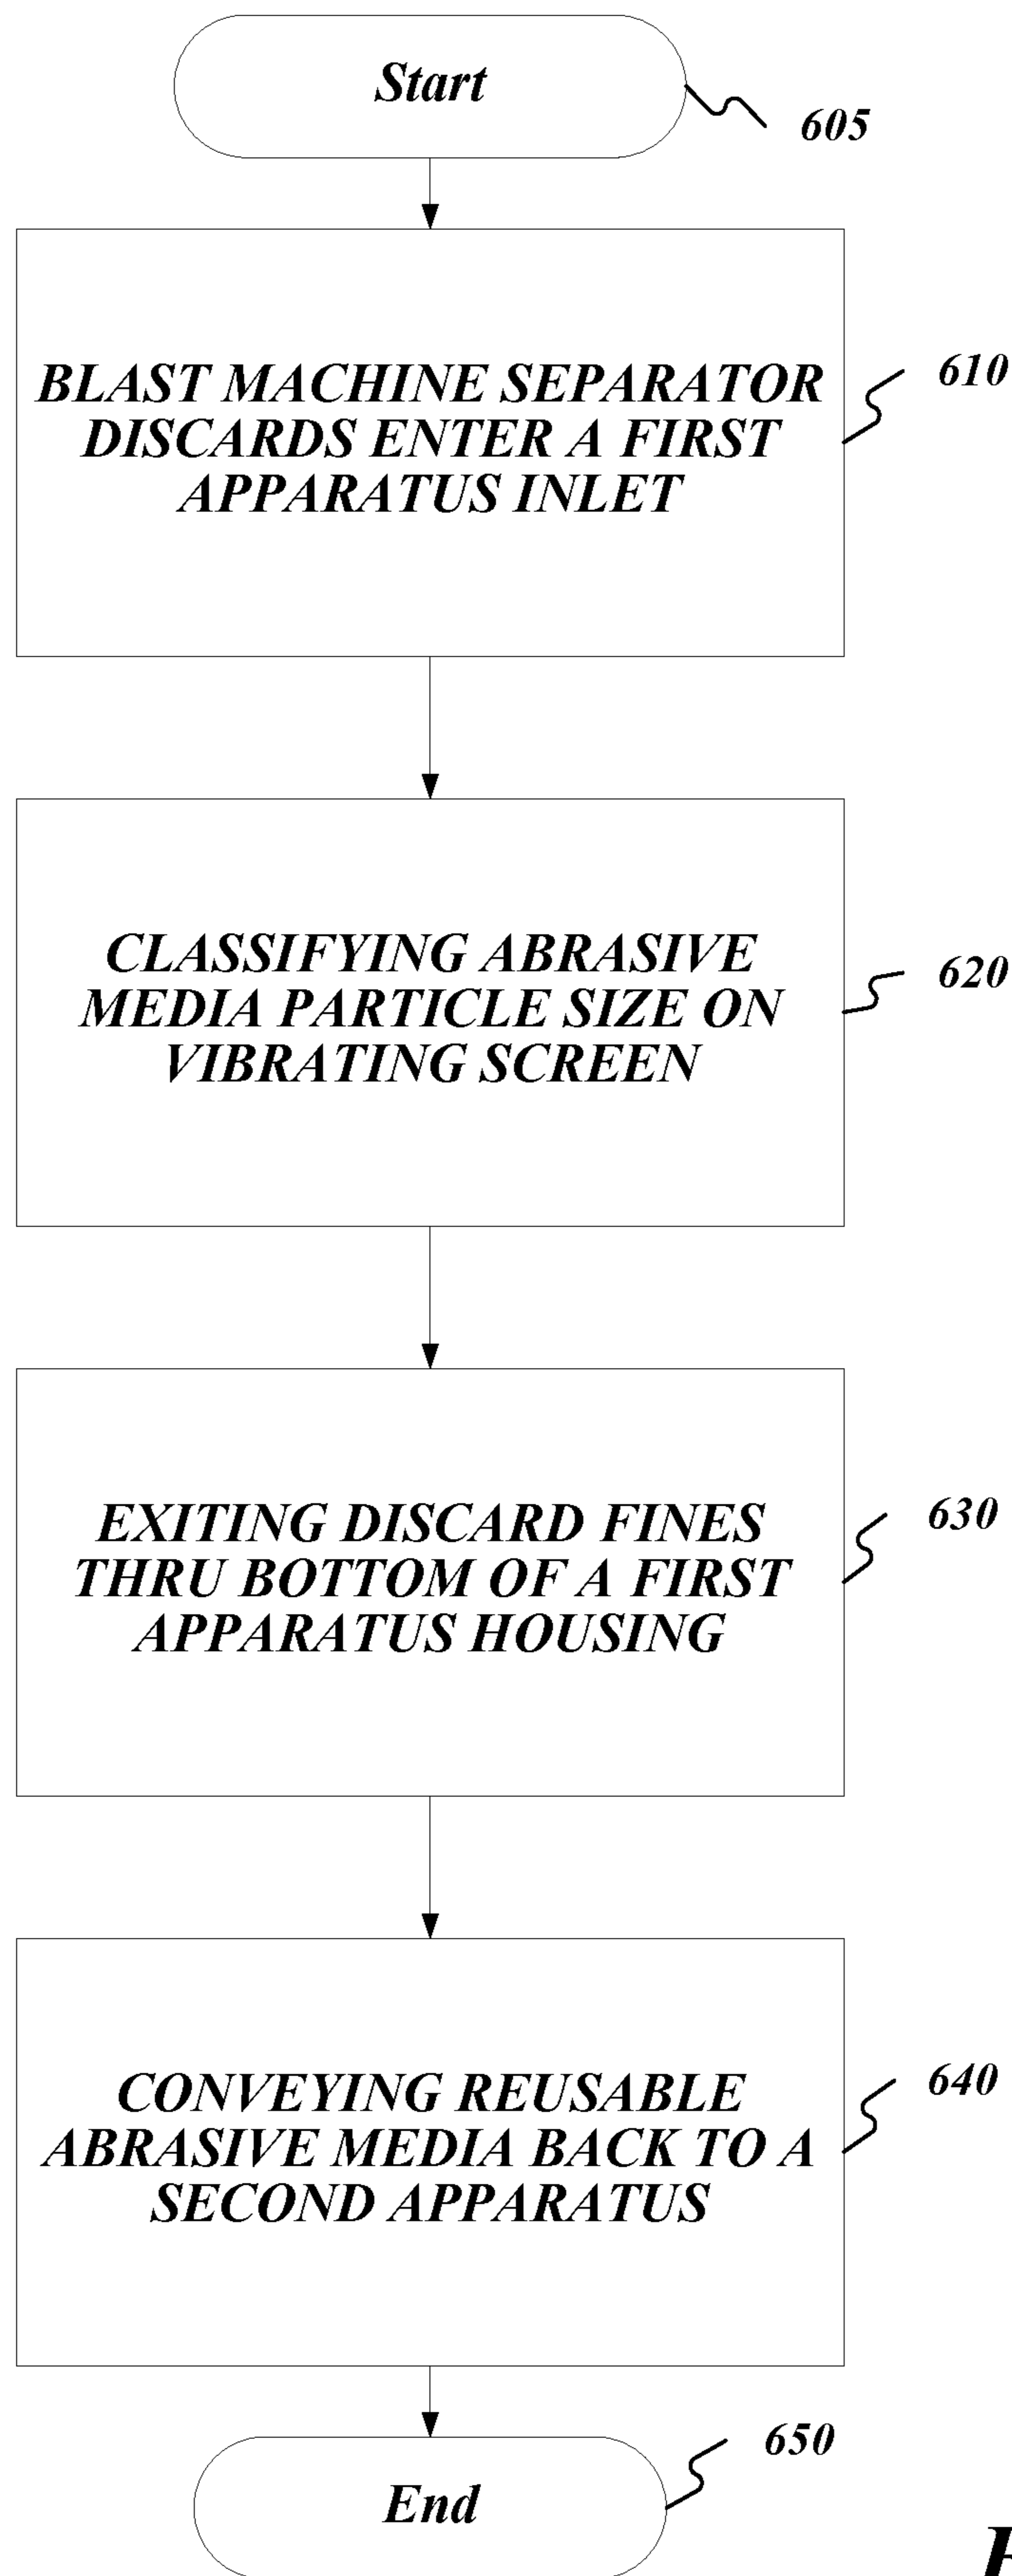 Start
605
BLAST MACHINE SEPARATOR
DISCARDS ENTER A FIRST
APPARATUS INLET
610
CLASSIFYING ABRASIVE
MEDIA PARTICLE SIZE ON
VIBRATING SCREEN
620
EXITING DISCARD FINES
THRU BOTTOM OF A FIRST
APPARATUS HOUSING
630
CONVEYING REUSABLE
ABRASIVE MEDIA BACK TO A
SECOND APPARATUS
640
End
650